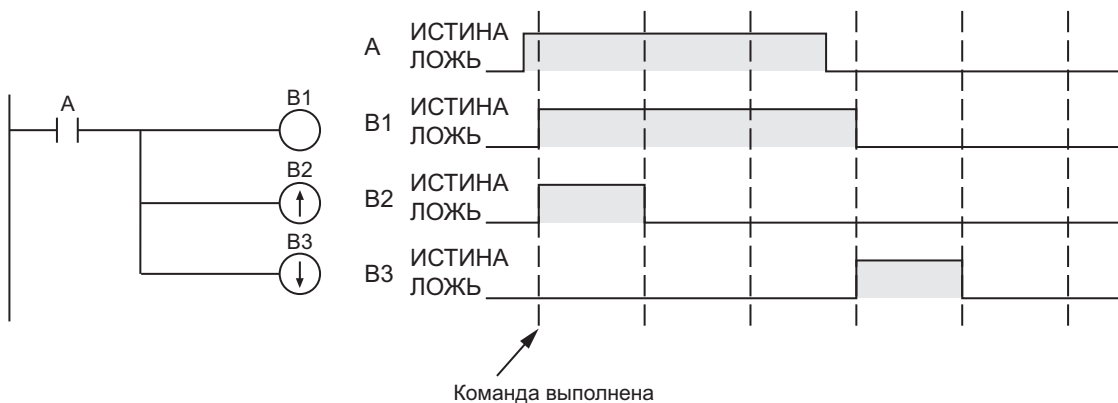 A
B1
B2
B3
A ИСТИНА
ЛОЖЬ
B1 ИСТИНА
ЛОЖЬ
B2 ИСТИНА
ЛОЖЬ
B3 ИСТИНА
ЛОЖЬ
Команда выполнена